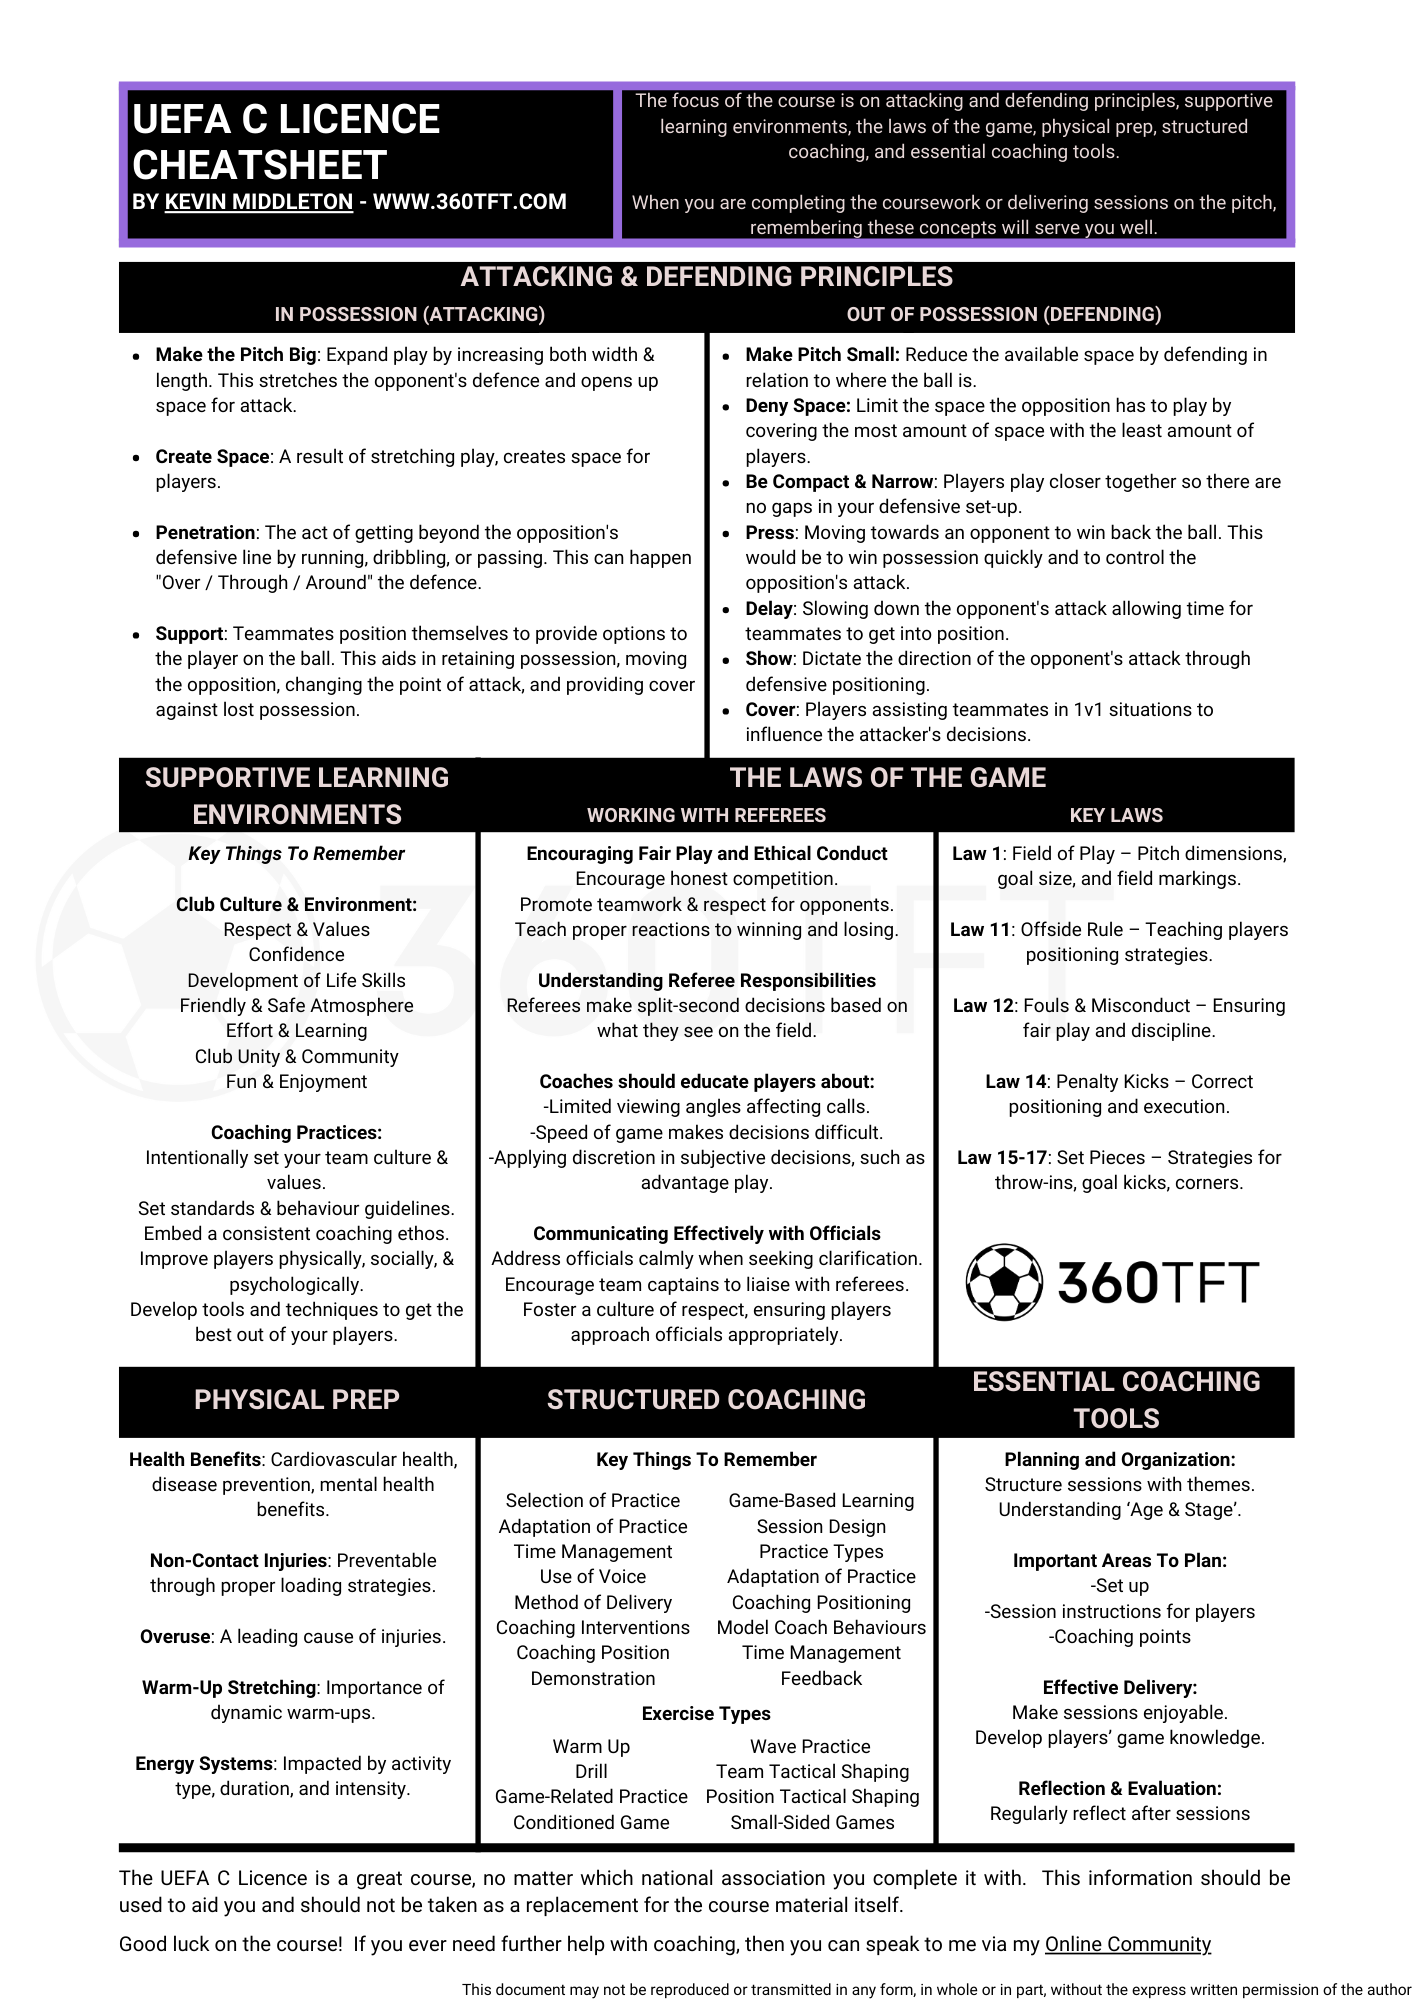 UEFA C LICENCE
CHEATSHEET
BY KEVIN MIDDLETON - WWW.360TFT.COM
The focus of the course is on attacking and defending principles, supportive
learning environments, the laws of the game, physical prep, structured
coaching, and essential coaching tools.
When you are completing the coursework or delivering sessions on the pitch,
remembering these concepts will serve you well.
ATTACKING & DEFENDING PRINCIPLES
IN POSSESSION (ATTACKING)
• Make the Pitch Big: Expand play by increasing both width &
length. This stretches the opponent's defence and opens up
space for attack.
• Create Space: A result of stretching play, creates space for
players.
• Penetration: The act of getting beyond the opposition's
defensive line by running, dribbling, or passing. This can happen
"Over / Through / Around" the defence.
• Support: Teammates position themselves to provide options to
the player on the ball. This aids in retaining possession, moving
the opposition, changing the point of attack, and providing cover
against lost possession.
OUT OF POSSESSION (DEFENDING)
• Make Pitch Small: Reduce the available space by defending in
relation to where the ball is.
• Deny Space: Limit the space the opposition has to play by
covering the most amount of space with the least amount of
players.
• Be Compact & Narrow: Players play closer together so there are
no gaps in your defensive set-up.
• Press: Moving towards an opponent to win back the ball. This
would be to win possession quickly and to control the
opposition's attack.
• Delay: Slowing down the opponent's attack allowing time for
teammates to get into position.
• Show: Dictate the direction of the opponent's attack through
defensive positioning.
• Cover: Players assisting teammates in 1v1 situations to
influence the attacker's decisions.
SUPPORTIVE LEARNING
ENVIRONMENTS
Key Things To Remember
Club Culture & Environment:
Respect & Values
Confidence
Development of Life Skills
Friendly & Safe Atmosphere
Effort & Learning
Club Unity & Community
Fun & Enjoyment
Coaching Practices:
Intentionally set your team culture &
values.
Set standards & behaviour guidelines.
Embed a consistent coaching ethos.
Improve players physically, socially, &
psychologically.
Develop tools and techniques to get the
best out of your players.
THE LAWS OF THE GAME
WORKING WITH REFEREES
Encouraging Fair Play and Ethical Conduct
Encourage honest competition.
Promote teamwork & respect for opponents.
Teach proper reactions to winning and losing.
Understanding Referee Responsibilities
Referees make split-second decisions based on
what they see on the field.
Coaches should educate players about:
-Limited viewing angles affecting calls.
-Speed of game makes decisions difficult.
-Applying discretion in subjective decisions, such as
advantage play.
Communicating Effectively with Officials
Address officials calmly when seeking clarification.
Encourage team captains to liaise with referees.
Foster a culture of respect, ensuring players
approach officials appropriately.
KEY LAWS
Law 1: Field of Play – Pitch dimensions,
goal size, and field markings.
Law 11: Offside Rule – Teaching players
positioning strategies.
Law 12: Fouls & Misconduct – Ensuring
fair play and discipline.
Law 14: Penalty Kicks – Correct
positioning and execution.
Law 15-17: Set Pieces – Strategies for
throw-ins, goal kicks, corners.
360TFT
360TFT
PHYSICAL PREP
Health Benefits: Cardiovascular health,
disease prevention, mental health
benefits.
Non-Contact Injuries: Preventable
through proper loading strategies.
Overuse: A leading cause of injuries.
Warm-Up Stretching: Importance of
dynamic warm-ups.
Energy Systems: Impacted by activity
type, duration, and intensity.
STRUCTURED COACHING
Key Things To Remember
Selection of Practice
Adaptation of Practice
Time Management
Use of Voice
Method of Delivery
Coaching Interventions
Coaching Position
Demonstration
Game-Based Learning
Session Design
Practice Types
Adaptation of Practice
Coaching Positioning
Model Coach Behaviours
Time Management
Feedback
Exercise Types
Warm Up
Drill
Game-Related Practice
Conditioned Game
Wave Practice
Team Tactical Shaping
Position Tactical Shaping
Small-Sided Games
ESSENTIAL COACHING
TOOLS
Planning and Organization:
Structure sessions with themes.
Understanding ‘Age & Stage’.
Important Areas To Plan:
-Set up
-Session instructions for players
-Coaching points
Effective Delivery:
Make sessions enjoyable.
Develop players’ game knowledge.
Reflection & Evaluation:
Regularly reflect after sessions
The UEFA C Licence is a great course, no matter which national association you complete it with. This information should be
used to aid you and should not be taken as a replacement for the course material itself.
Good luck on the course! If you ever need further help with coaching, then you can speak to me via my Online Community
This document may not be reproduced or transmitted in any form, in whole or in part, without the express written permission of the author